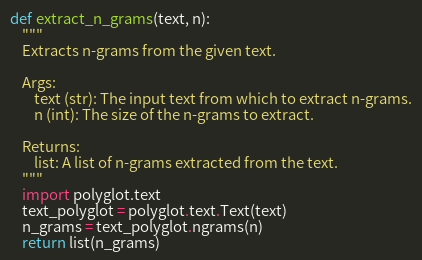 def extract_n_grams(text, n):
"""
Extracts n-grams from the given text.
Args:
text (str): The input text from which to extract n-grams.
n (int): The size of the n-grams to extract.
Returns:
list: A list of n-grams extracted from the text.
"""
import polyglot.text
text_polyglot = polyglot.text.Text(text)
n_grams = text_polyglot.ngrams(n)
return list(n_grams)